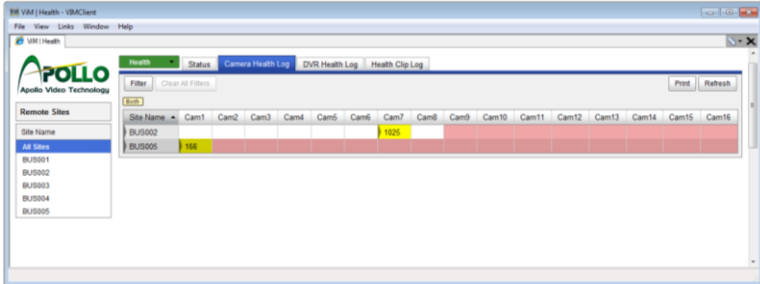 ViM | Health - VIMClient
File View Links Window Help
ViM | Health
APOLLO
Apollo Video Technology
Health Status Camera Health Log DVR Health Log Health Clip Log
Filter Clear All Filters Print Refresh
Both
Remote Sites
Site Name
All Sites
BUS001
BUS002
BUS003
BUS004
BUS005
Site Name Cam1 Cam2 Cam3 Cam4 Cam5 Cam6 Cam7 Cam8 Cam9 Cam10 Cam11 Cam12 Cam13 Cam14 Cam15 Cam16
BUS002 1025
BUS005 166